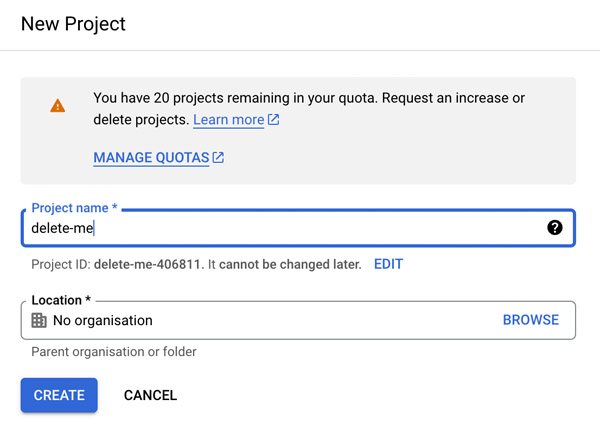 New Project
You have 20 projects remaining in your quota. Request an increase or
delete projects. Learn more
MANAGE QUOTAS
Project name *
delete-me
?
Project ID: delete-me-406811. It cannot be changed later. EDIT
Location *
No organisation BROWSE
Parent organisation or folder
CREATE CANCEL